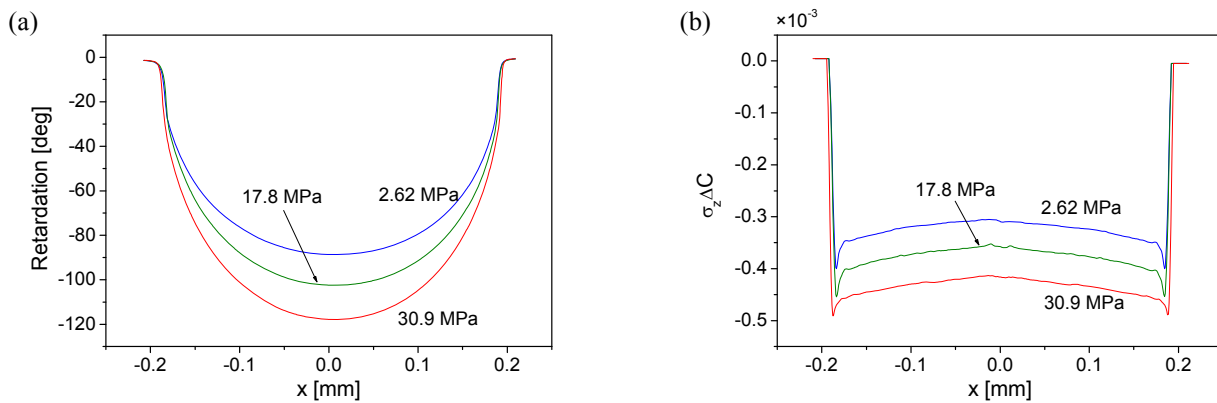 (a)
0
-20
-40
-60
-80
-100
-120
Retardation [deg]
17.8 MPa
2.62 MPa
30.9 MPa
-0.2 -0.1 0.0 0.1 0.2
x [mm]
(b)
×10⁻³
0.0
-0.1
-0.2
-0.3
-0.4
-0.5
σ_zΔC
17.8 MPa
2.62 MPa
30.9 MPa
-0.2 -0.1 0.0 0.1 0.2
x [mm]